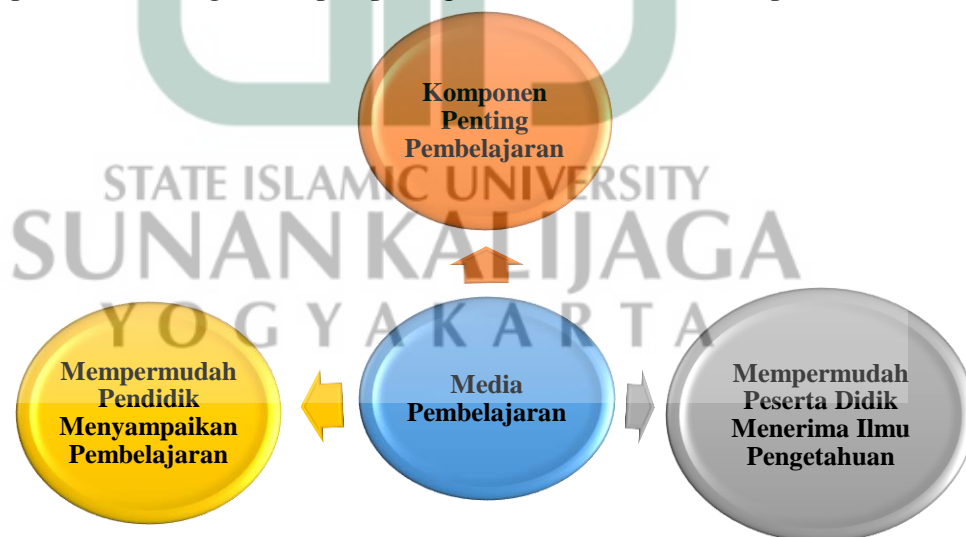 Komponen
Penting
Pembelajaran
STATE ISLAMIC UNIVERSITY
SUNAN KALIJAGA
YOGYAKARTA
Mempermudah
Pendidik
Menyampaikan
Pembelajaran
Media
Pembelajaran
Mempermudah
Peserta Didik
Menerima Ilmu
Pengetahuan